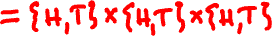 = {H,T} × {H,T} × {H,T}